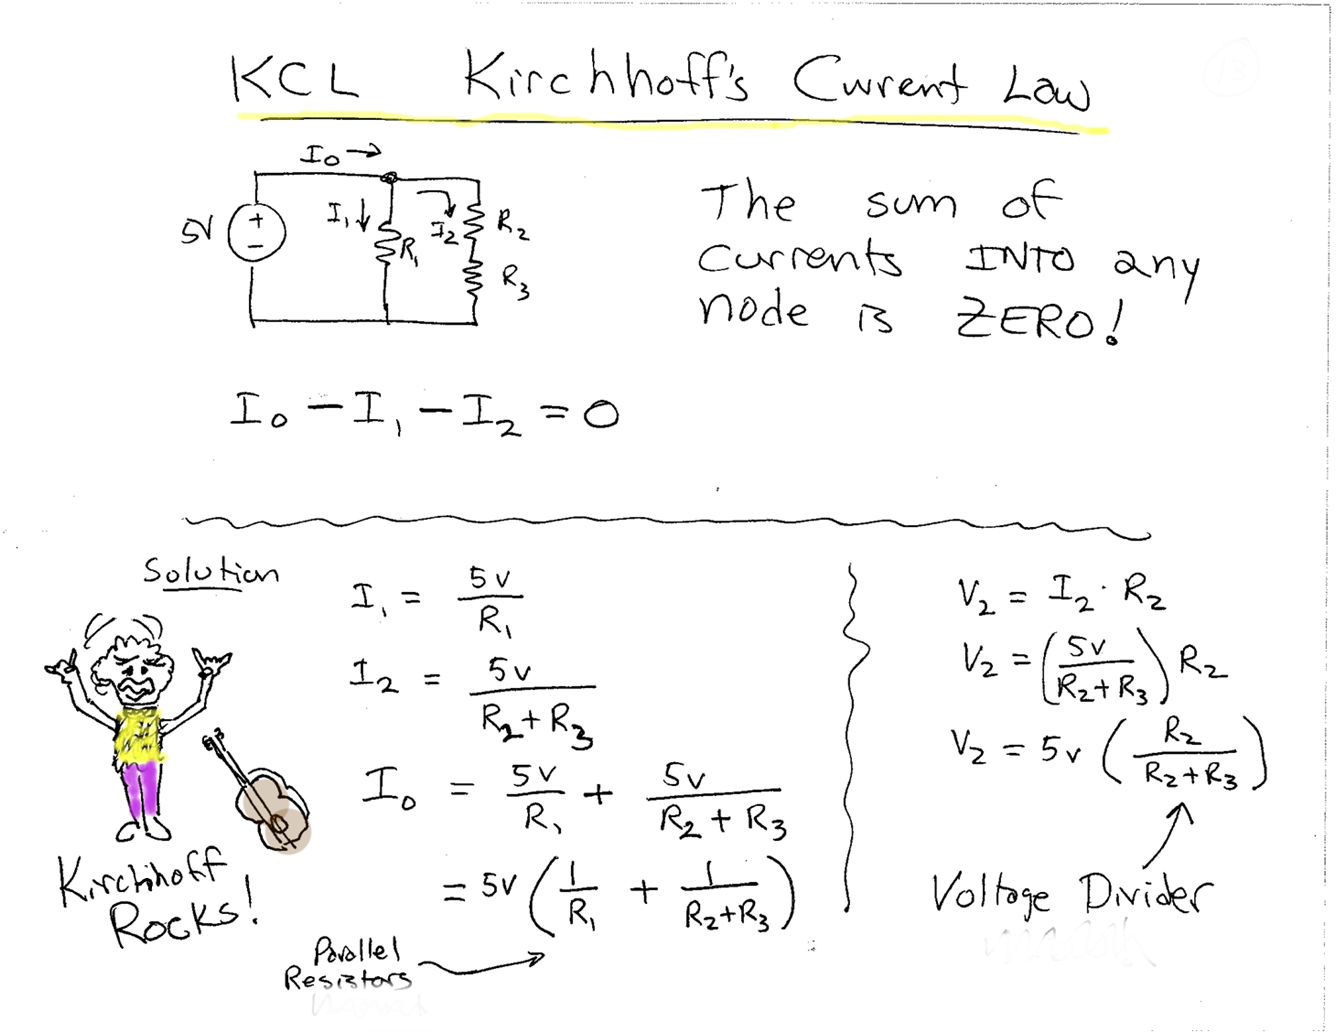 KCL Kirchhoff's Current Law
13
I₀ →
5V
+
−
I₁ ↓
R₁
I₂
R₂
R₃
The sum of
currents INTO any
node is ZERO!
I₀ − I₁ − I₂ = 0
Solution
I₁ = 5v / R₁
I₂ = 5v / (R₂ + R₃)
I₀ = 5v / R₁ + 5v / (R₂ + R₃)
= 5v (1 / R₁ + 1 / (R₂+R₃))
Parallel
Resistors
Kirchhoff
Rocks!
V₂ = I₂ · R₂
V₂ = (5v / (R₂+R₃)) R₂
V₂ = 5v (R₂ / (R₂+R₃))
Voltage Divider